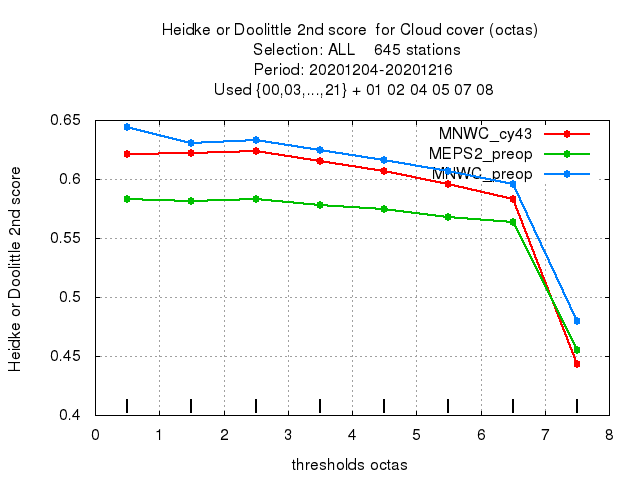 Heidke or Doolittle 2nd score  for Cloud cover (octas)
Selection: ALL    645 stations
Period: 20201204-20201216
Used {00,03,...,21} + 01 02 04 05 07 08
0.65
MNWC_cy43
MEPS2_preop
MNWC_preop
0.6
0.55
0.5
0.45
0.4
Heidke or Doolittle 2nd score
0 1 2 3 4 5 6 7 8
thresholds octas